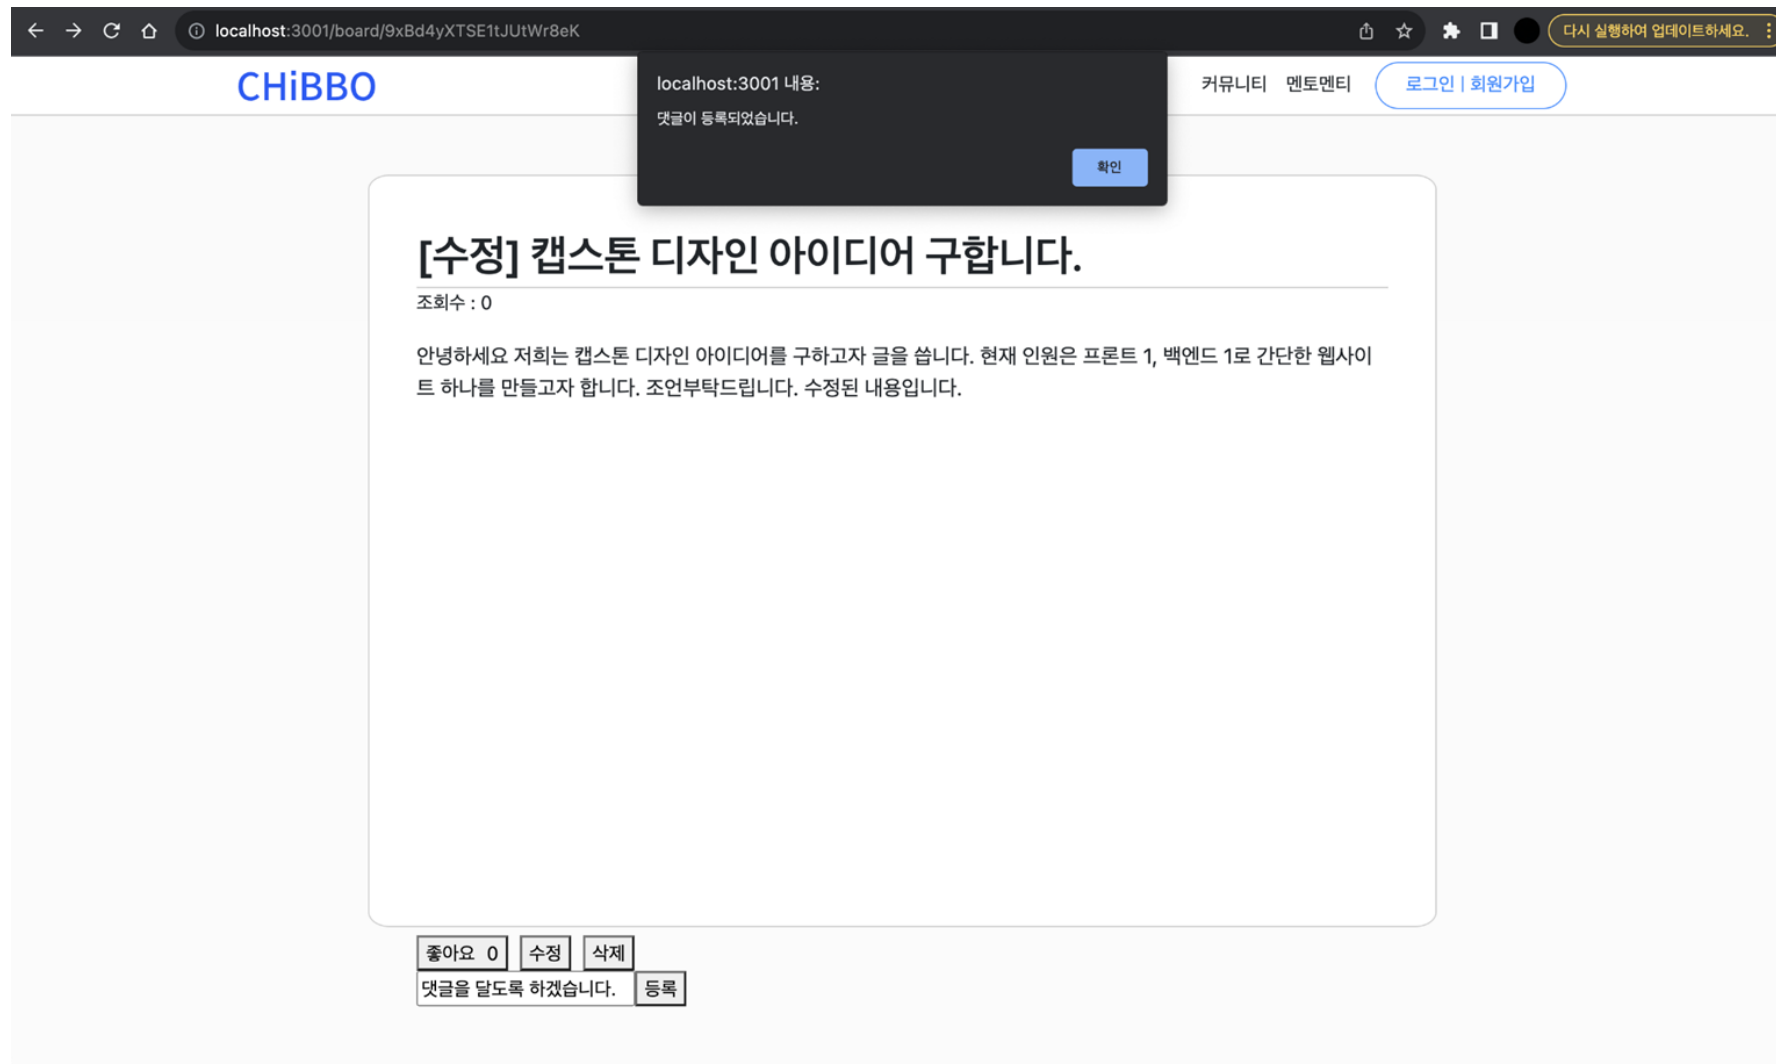 localhost:3001/board/9xBd4yXTSE1tJUtWr8eK
다시 실행하여 업데이트하세요.
CHiBBO
커뮤니티 멘토멘티 로그인 | 회원가입
localhost:3001 내용:
댓글이 등록되었습니다.
확인
[수정] 캡스톤 디자인 아이디어 구합니다.
조회수 : 0
안녕하세요 저희는 캡스톤 디자인 아이디어를 구하고자 글을 씁니다. 현재 인원은 프론트 1, 백엔드 1로 간단한 웹사이
트 하나를 만들고자 합니다. 조언부탁드립니다. 수정된 내용입니다.
좋아요 0 수정 삭제
댓글을 달도록 하겠습니다. 등록